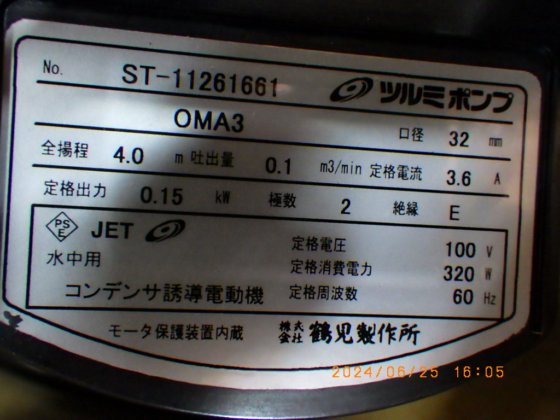 No. ST-11261661 ツルミポンプ
OMA3 口径 32 mm
全揚程 4.0 m 吐出量 0.1 m3/min 定格電流 3.6 A
定格出力 0.15 kW 極数 2 絶縁 E
PSE JET 定格電圧 100 V
水中用 定格消費電力 320 W
コンデンサ誘導電動機 定格周波数 60 Hz
モータ保護装置内蔵 株式会社 鶴見製作所
2024/06/25 16:05